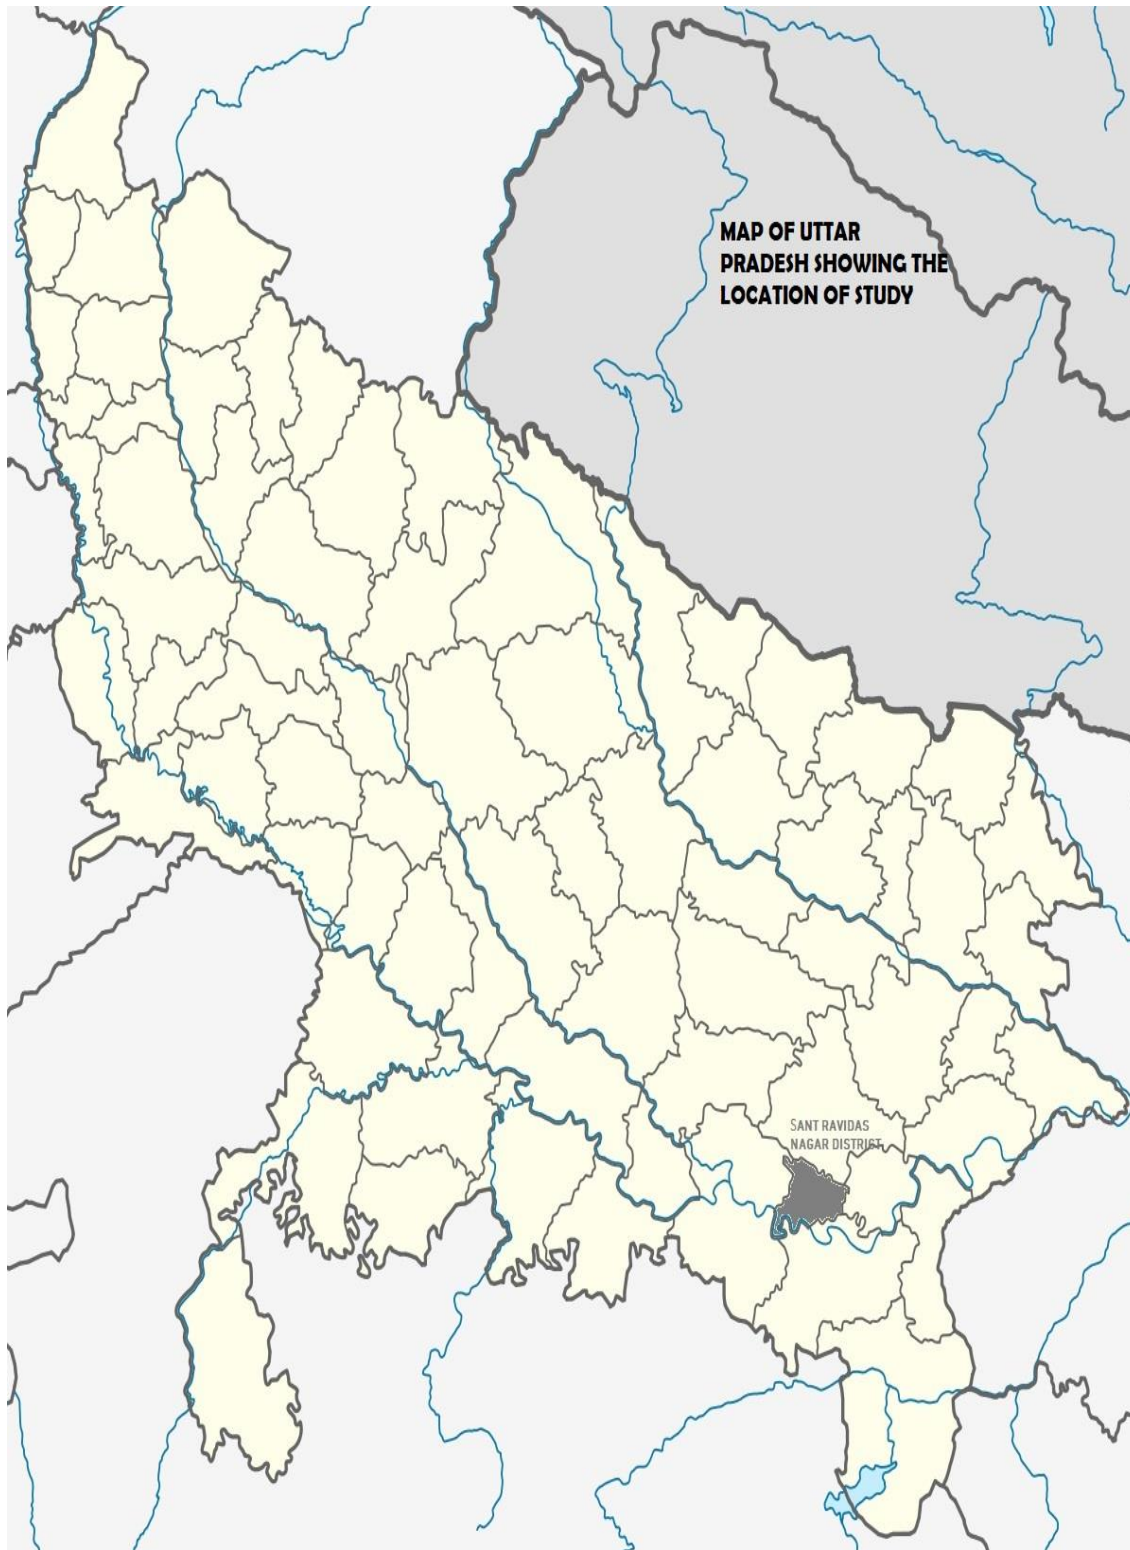 MAP OF UTTAR
PRADESH SHOWING THE
LOCATION OF STUDY
SANT RAVIDAS
NAGAR DISTRICT